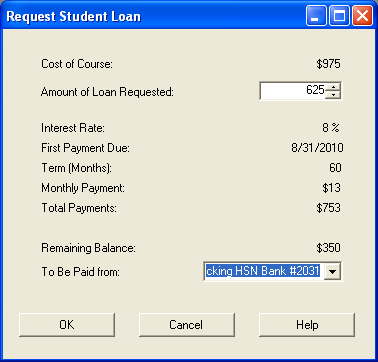 Request Student Loan
Cost of Course: $975
Amount of Loan Requested: 625
Interest Rate: 8 %
First Payment Due: 8/31/2010
Term (Months): 60
Monthly Payment: $13
Total Payments: $753
Remaining Balance: $350
To Be Paid from: cking HSN Bank #2031
OK Cancel Help